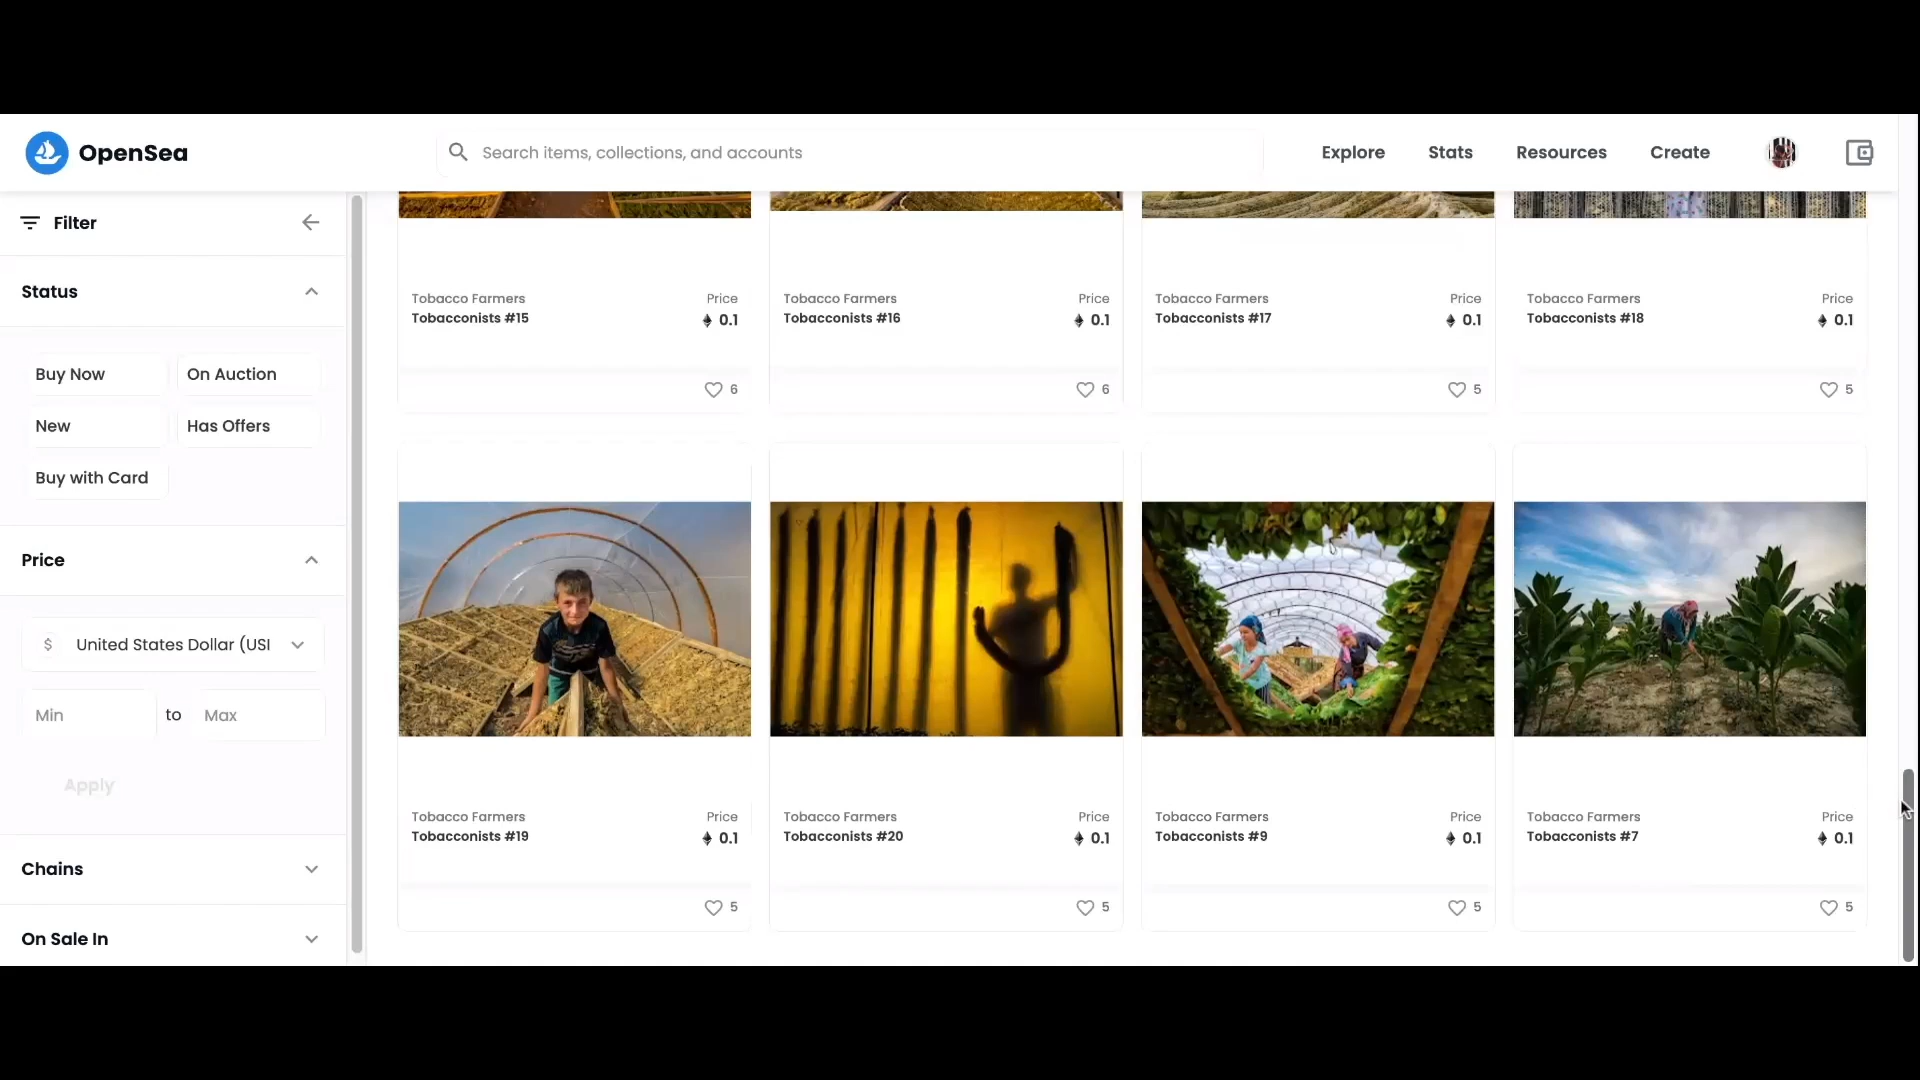 OpenSea
Search items, collections, and accounts
Explore
Stats
Resources
Create
Filter
Status
Buy Now
On Auction
New
Has Offers
Buy with Card
Price
$ United States Dollar (USI
Min to Max
Apply
Chains
On Sale In
Tobacco Farmers Price
Tobacconists #15 0.1
6
Tobacco Farmers Price
Tobacconists #16 0.1
6
Tobacco Farmers Price
Tobacconists #17 0.1
5
Tobacco Farmers Price
Tobacconists #18 0.1
5
Tobacco Farmers Price
Tobacconists #19 0.1
5
Tobacco Farmers Price
Tobacconists #20 0.1
5
Tobacco Farmers Price
Tobacconists #9 0.1
5
Tobacco Farmers Price
Tobacconists #7 0.1
5